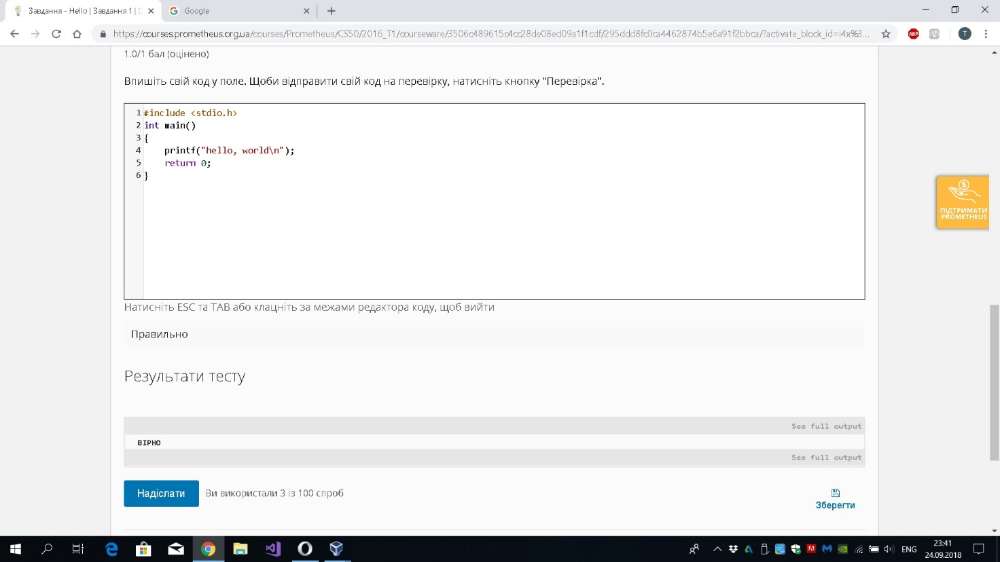 Завдання - Hello | Завдання 1 |
Google
https://courses.prometheus.org.ua/courses/Prometheus/CS50/2016_T1/courseware/3506c489615c4cc28de08ed09a1f1cdf/295ddd8fc0ca4462874b5e6a91f2bbca/?activate_block_id=i4x%3...
ABP
T
1.0/1 бал (оцінено)
Впишіть свій код у поле. Щоби відправити свій код на перевірку, натисніть кнопку "Перевірка".
1 #include <stdio.h>
2 int main()
3 {
4     printf("hello, world\n");
5     return 0;
6 }
ПІДТРИМАТИ
PROMETHEUS
Натисніть ESC та TAB або клацніть за межами редактора коду, щоб вийти
Правильно
Результати тесту
See full output
ВІРНО
See full output
Надіслати
Ви використали 3 із 100 спроб
Зберегти
ENG
23:41
24.09.2018